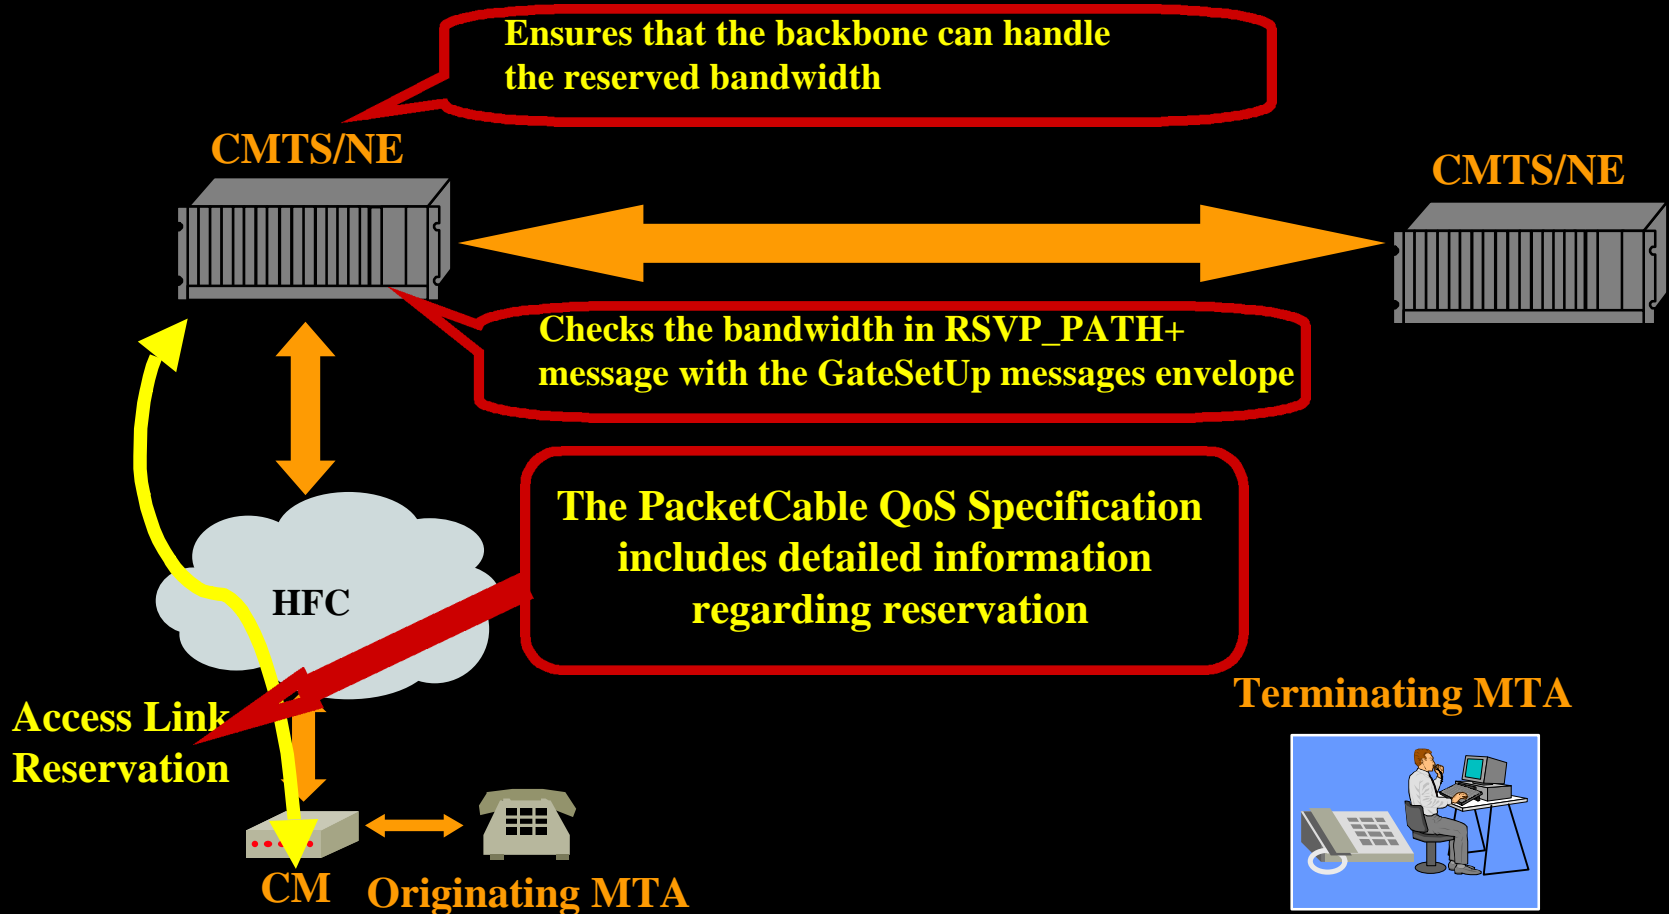 Ensures that the backbone can handle
the reserved bandwidth
CMTS/NE
CMTS/NE
Checks the bandwidth in RSVP_PATH+
message with the GateSetUp messages envelope
The PacketCable QoS Specification
includes detailed information
regarding reservation
HFC
Access Link
Reservation
Terminating MTA
CM
Originating MTA